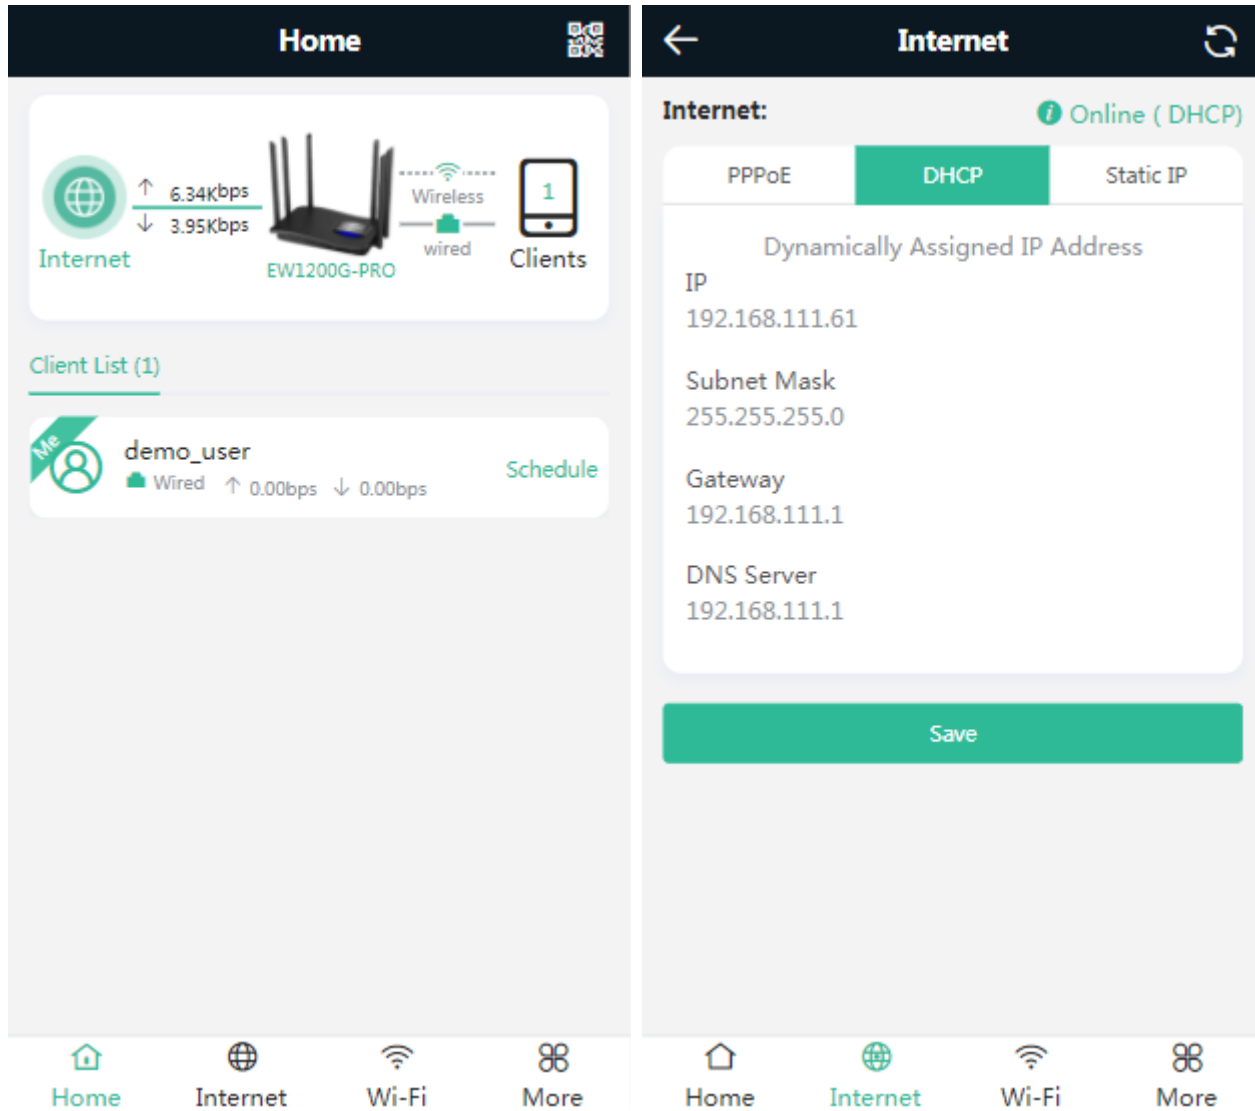 Home
↑ 6.34Kbps
↓ 3.95Kbps
Internet
EW1200G-PRO
Wireless
wired
1
Clients
Client List (1)
Me
demo_user
Wired ↑ 0.00bps ↓ 0.00bps
Schedule
Home Internet Wi-Fi More
Internet
Internet:
Online ( DHCP)
PPPoE DHCP Static IP
Dynamically Assigned IP Address
IP
192.168.111.61
Subnet Mask
255.255.255.0
Gateway
192.168.111.1
DNS Server
192.168.111.1
Save
Home Internet Wi-Fi More